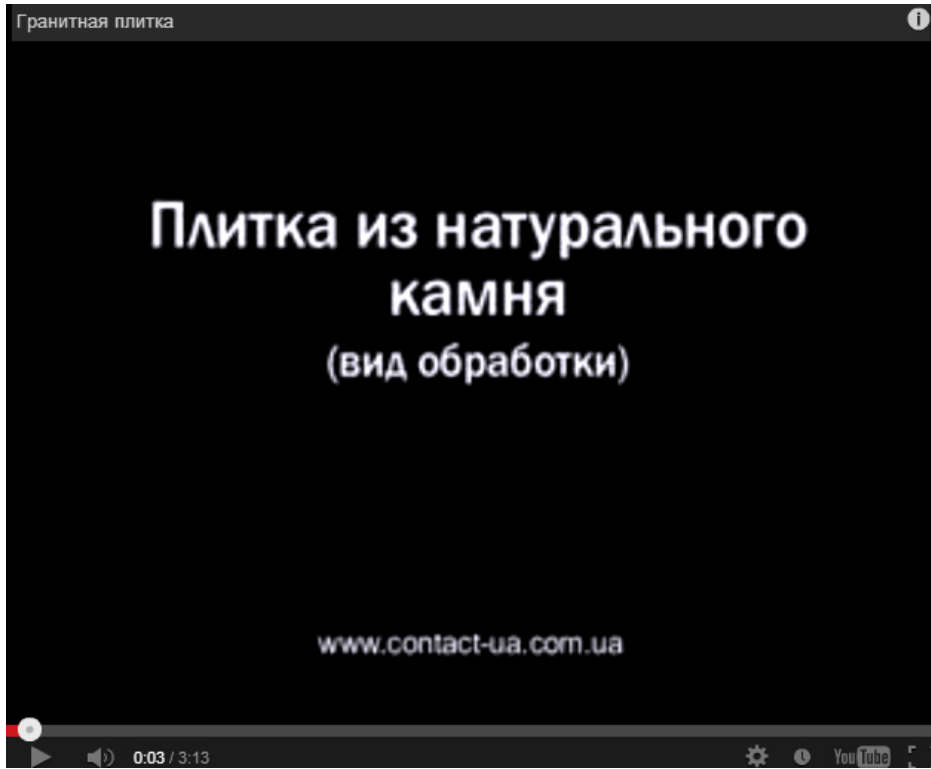 Гранитная плитка
Плитка из натурального
камня
(вид обработки)
www.contact-ua.com.ua
0:03 / 3:13
YouTube